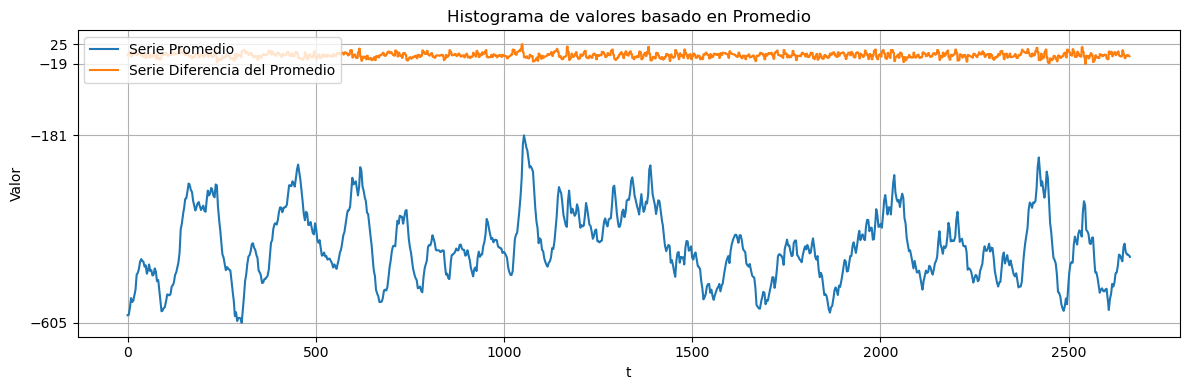 Histograma de valores basado en Promedio
Serie Promedio
Serie Diferencia del Promedio
25
−19
−181
−605
Valor
0
500
1000
1500
2000
2500
t